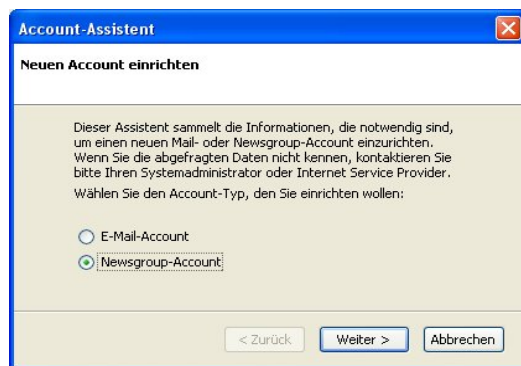 Account-Assistent
Neuen Account einrichten
Dieser Assistent sammelt die Informationen, die notwendig sind,
um einen neuen Mail- oder Newsgroup-Account einzurichten.
Wenn Sie die abgefragten Daten nicht kennen, kontaktieren Sie
bitte Ihren Systemadministrator oder Internet Service Provider.
Wählen Sie den Account-Typ, den Sie einrichten wollen:
E-Mail-Account
Newsgroup-Account
< Zurück
Weiter >
Abbrechen